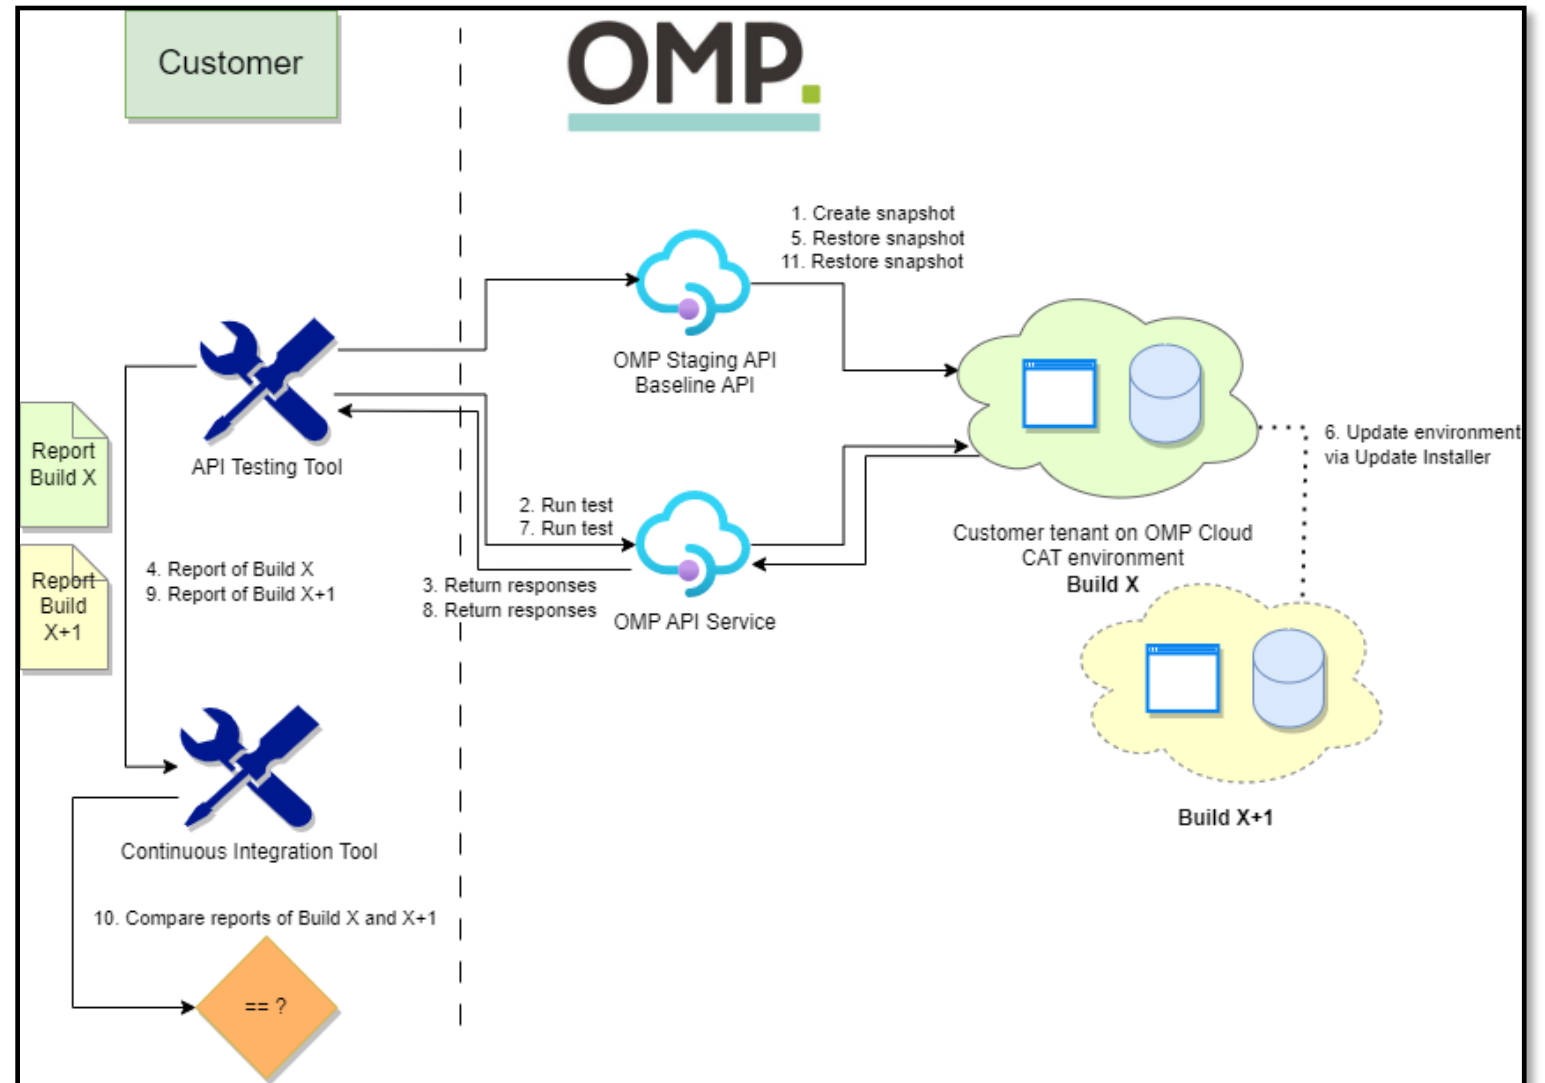 Customer
OMP.
1. Create snapshot
5. Restore snapshot
11. Restore snapshot
OMP Staging API
Baseline API
API Testing Tool
Report
Build X
6. Update environment
via Update Installer
2. Run test
7. Run test
Customer tenant on OMP Cloud
CAT environment
Build X
4. Report of Build X
9. Report of Build X+1
3. Return responses
8. Return responses
OMP API Service
Report
Build
X+1
Build X+1
Continuous Integration Tool
10. Compare reports of Build X and X+1
== ?